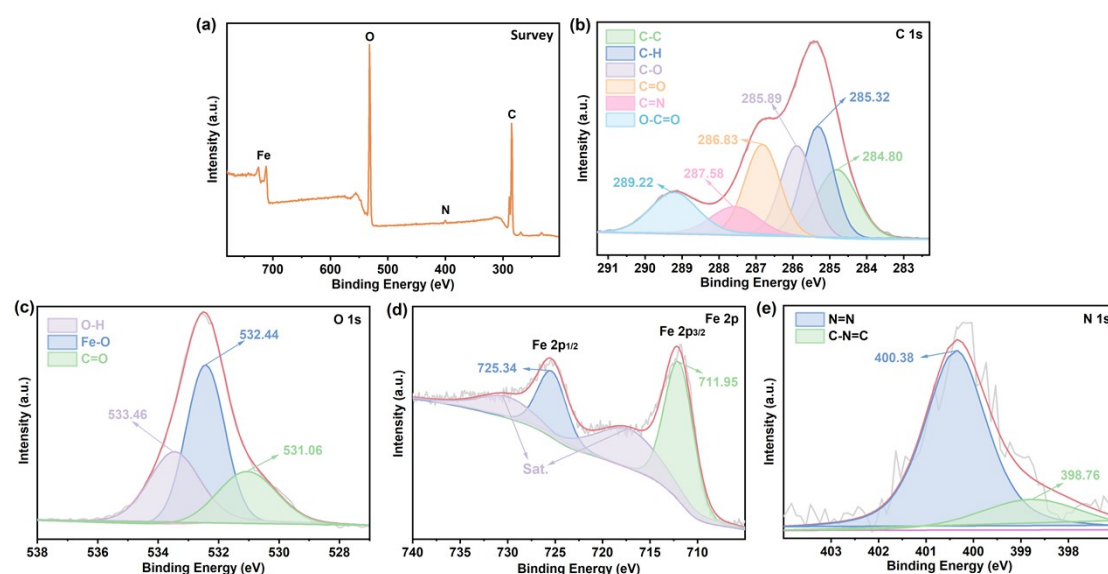 (a)
Survey
O
C
Fe
N
Intensity (a.u.)
700 600 500 400 300
Binding Energy (eV)
(b)
C 1s
C-C
C-H
C-O
C=O
C=N
O-C=O
285.89
285.32
286.83
284.80
287.58
289.22
Intensity (a.u.)
291 290 289 288 287 286 285 284 283
Binding Energy (eV)
(c)
O 1s
O-H
Fe-O
C=O
532.44
533.46
531.06
Intensity (a.u.)
538 536 534 532 530 528
Binding Energy (eV)
(d)
Fe 2p
Fe 2p3/2
Fe 2p1/2
725.34
711.95
Sat.
Intensity (a.u.)
740 730 720 710
Binding Energy (eV)
(e)
N 1s
N=N
C-N=C
400.38
398.76
Intensity (a.u.)
403 402 401 400 399 398
Binding Energy (eV)